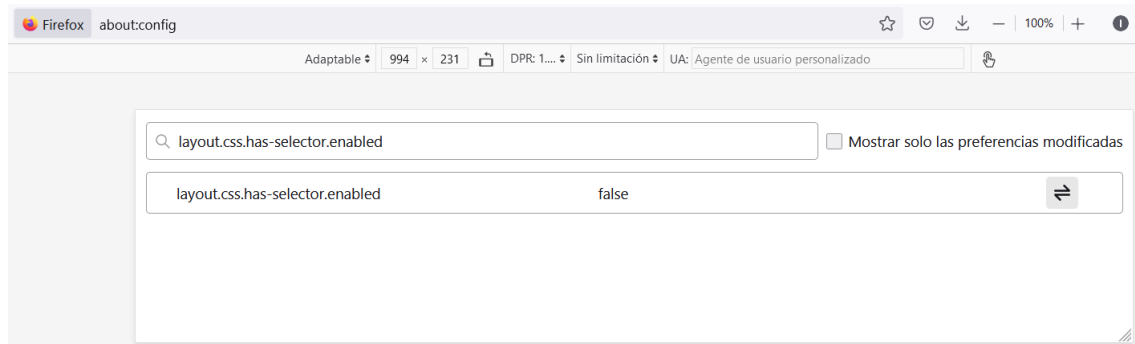 Firefox about:config 100%
Adaptable 994 × 231 DPR: 1.... Sin limitación UA: Agente de usuario personalizado
layout.css.has-selector.enabled Mostrar solo las preferencias modificadas
layout.css.has-selector.enabled false